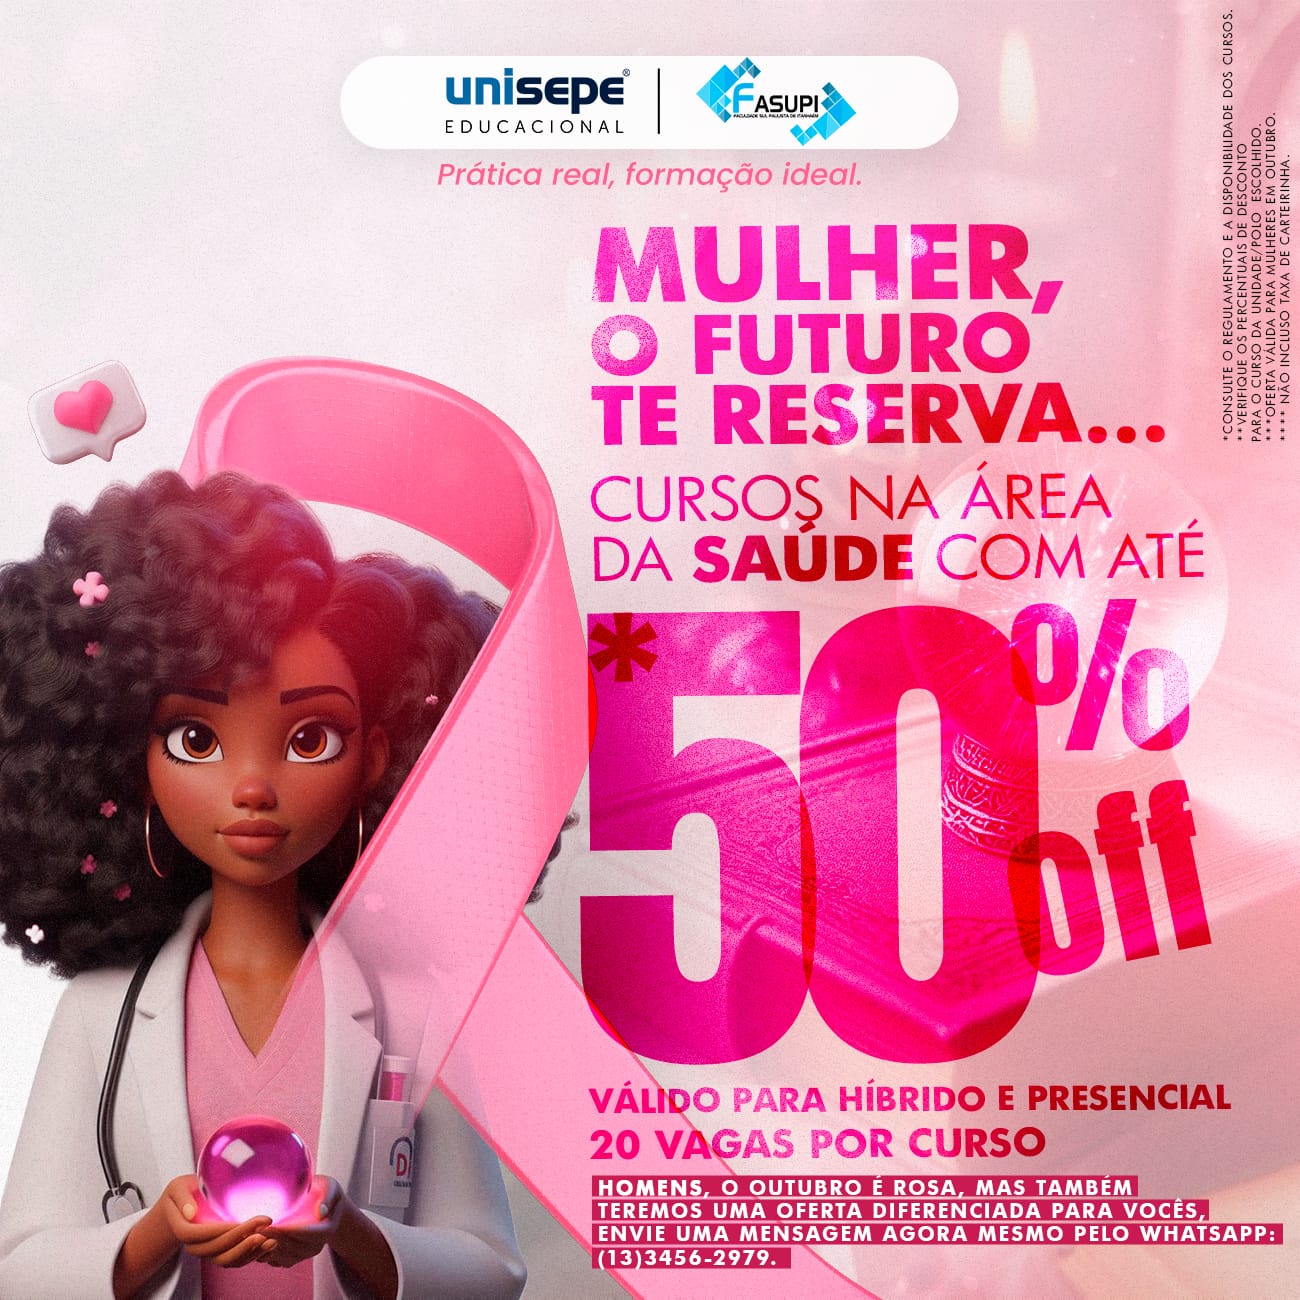 unisepe®
EDUCACIONAL
FASUPI
FACULDADE SUL PAULISTA DE ITANHAÉM
Prática real, formação ideal.
MULHER,
O FUTURO
TE RESERVA...
CURSOS NA ÁREA
DA SAÚDE COM ATÉ
*50%
off
VÁLIDO PARA HÍBRIDO E PRESENCIAL
20 VAGAS POR CURSO
HOMENS, O OUTUBRO É ROSA, MAS TAMBÉM
TEREMOS UMA OFERTA DIFERENCIADA PARA VOCÊS,
ENVIE UMA MENSAGEM AGORA MESMO PELO WHATSAPP:
(13)3456-2979.
*CONSULTE O REGULAMENTO E A DISPONIBILIDADE DOS CURSOS.
**VERIFIQUE OS PERCENTUAIS DE DESCONTO
PARA O CURSO DA UNIDADE/POLO ESCOLHIDO.
***OFERTA VÁLIDA PARA MULHERES EM OUTUBRO.
**** NÃO INCLUSO TAXA DE CARTEIRINHA.